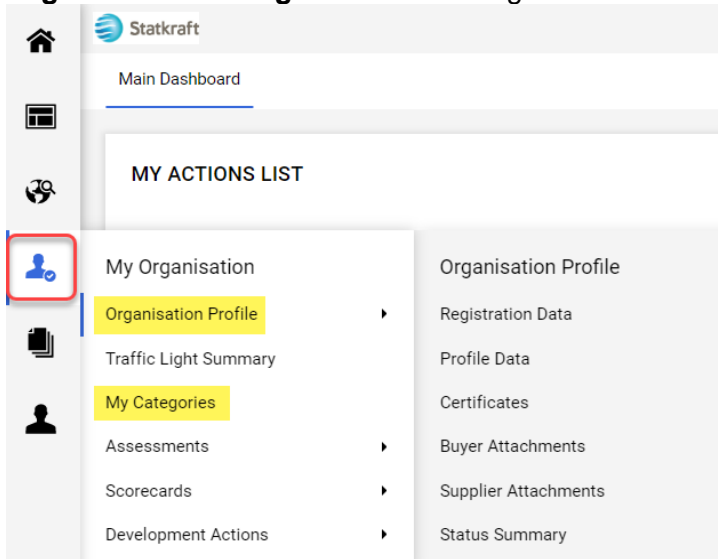 Statkraft
Main Dashboard
MY ACTIONS LIST
My Organisation
Organisation Profile
Traffic Light Summary
My Categories
Assessments
Scorecards
Development Actions
Organisation Profile
Registration Data
Profile Data
Certificates
Buyer Attachments
Supplier Attachments
Status Summary